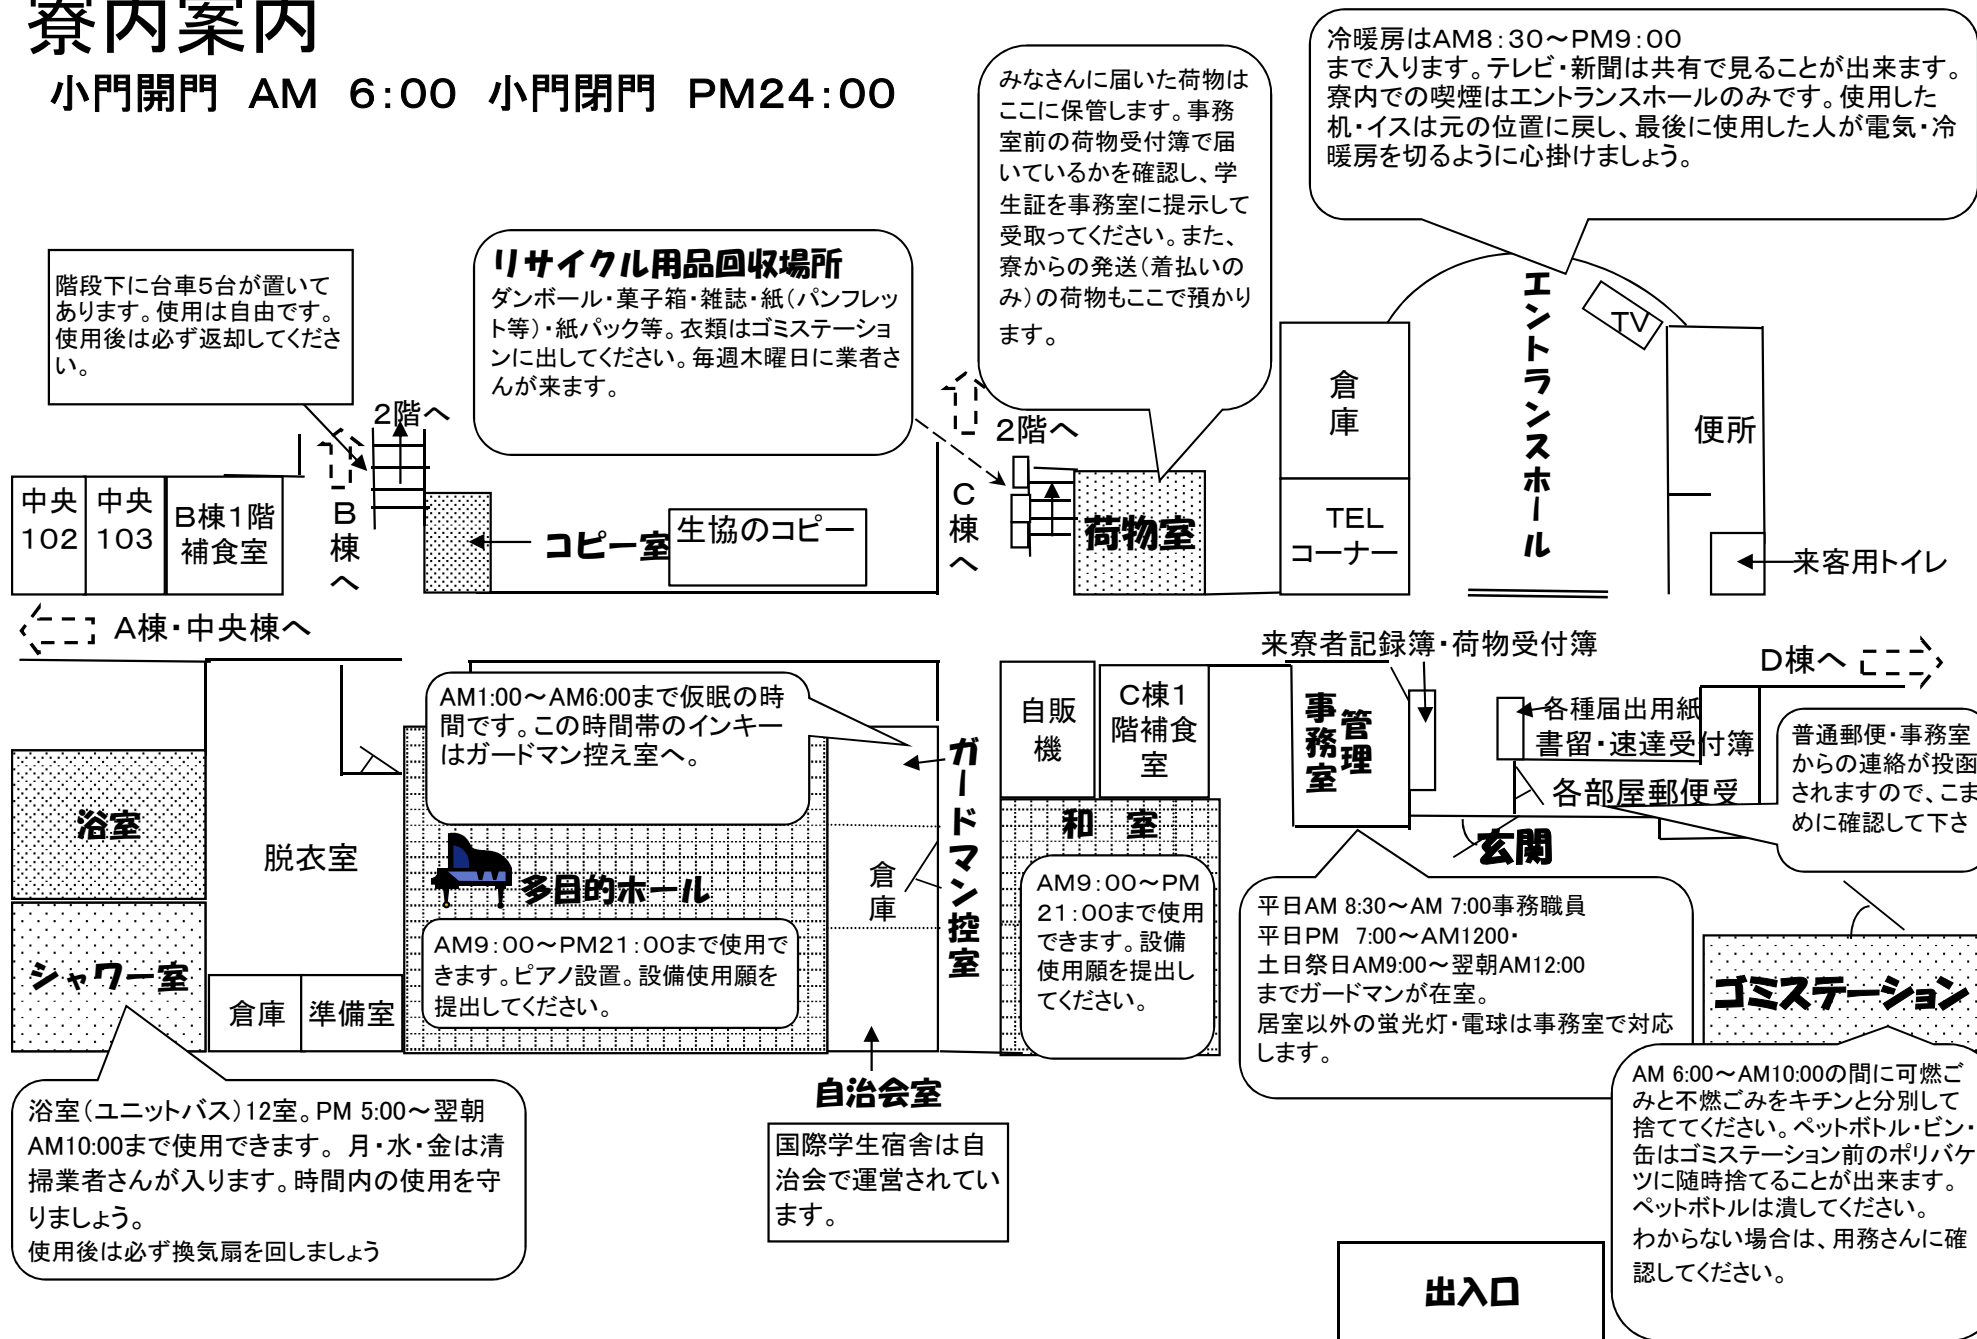 寮内案内
小門開門 AM 6:00 小門閉門 PM24:00
冷暖房はAM8:30～PM9:00
まで入ります。テレビ・新聞は共有で見ることが出来ます。
寮内での喫煙はエントランスホールのみです。使用した
机・イスは元の位置に戻し、最後に使用した人が電気・冷
暖房を切るように心掛けましょう。
みなさんに届いた荷物は
ここに保管します。事務
室前の荷物受付簿で届
いているかを確認し、学
生証を事務室に提示して
受取ってください。また、
寮からの発送(着払いの
み)の荷物もここで預かり
ます。
リサイクル用品回収場所
ダンボール・菓子箱・雑誌・紙(パンフレッ
ト等)・紙パック等。衣類はゴミステーショ
ンに出してください。毎週木曜日に業者さ
んが来ます。
階段下に台車5台が置いて
あります。使用は自由です。
使用後は必ず返却してくださ
い。
2階へ
2階へ
エントランスホール
TV
倉
庫
便所
中央
102
中央
103
B棟1階
補食室
B
棟
へ
コピー室
生協のコピー
C
棟
へ
荷物室
TEL
コーナー
来客用トイレ
A棟・中央棟へ
来寮者記録簿・荷物受付簿
D棟へ
AM1:00～AM6:00まで仮眠の時
間です。この時間帯のインキー
はガードマン控え室へ。
ガードマン控室
自販
機
C棟1
階補食
室
管理
事務室
各種届出用紙
書留・速達受付簿
各部屋郵便受
普通郵便・事務室
からの連絡が投函
されますので、こま
めに確認して下さ
浴室
脱衣室
多目的ホール
倉
庫
和 室
玄関
AM9:00～PM21:00まで使用で
きます。ピアノ設置。設備使用願を
提出してください。
AM9:00～PM
21:00まで使用
できます。設備
使用願を提出し
てください。
平日AM 8:30～AM 7:00事務職員
平日PM 7:00～AM1200・
土日祭日AM9:00～翌朝AM12:00
までガードマンが在室。
居室以外の蛍光灯・電球は事務室で対応
します。
シャワー室
倉庫
準備室
ゴミステーション
自治会室
国際学生宿舎は自
治会で運営されてい
ます。
浴室(ユニットバス)12室。PM 5:00～翌朝
AM10:00まで使用できます。月・水・金は清
掃業者さんが入ります。時間内の使用を守
りましょう。
使用後は必ず換気扇を回しましょう
AM 6:00～AM10:00の間に可燃ご
みと不燃ごみをキチンと分別して
捨ててください。ペットボトル・ビン・
缶はゴミステーション前のポリバケ
ツに随時捨てることが出来ます。
ペットボトルは潰してください。
わからない場合は、用務さんに確
認してください。
出入口